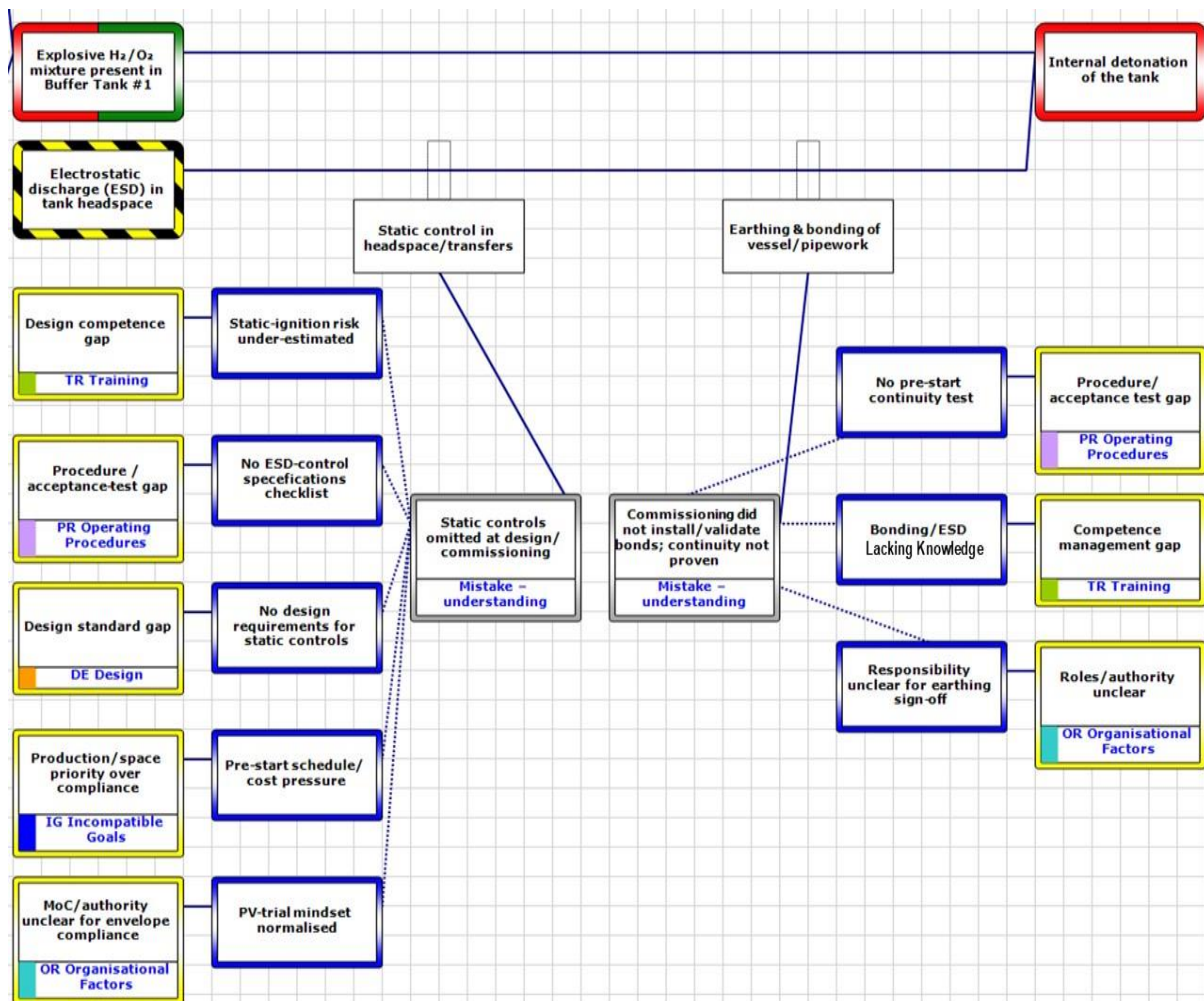 Explosive H₂/O₂
mixture present in
Buffer Tank #1
Internal detonation
of the tank
Electrostatic
discharge (ESD) in
tank headspace
Static control in
headspace/transfers
Earthing & bonding of
vessel/pipework
Design competence
gap
TR Training
Static-ignition risk
under-estimated
No pre-start
continuity test
Procedure/
acceptance test gap
PR Operating
Procedures
Procedure /
acceptance-test gap
PR Operating
Procedures
No ESD-control
specefications
checklist
Static controls
omitted at design/
commissioning
Mistake –
understanding
Commissioning did
not install/validate
bonds; continuity not
proven
Mistake –
understanding
Bonding/ESD
Lacking Knowledge
Competence
management gap
TR Training
Design standard gap
DE Design
No design
requirements for
static controls
Responsibility
unclear for earthing
sign-off
Roles/authority
unclear
OR Organisational
Factors
Production/space
priority over
compliance
IG Incompatible
Goals
Pre-start schedule/
cost pressure
MoC/authority
unclear for envelope
compliance
OR Organisational
Factors
PV-trial mindset
normalised